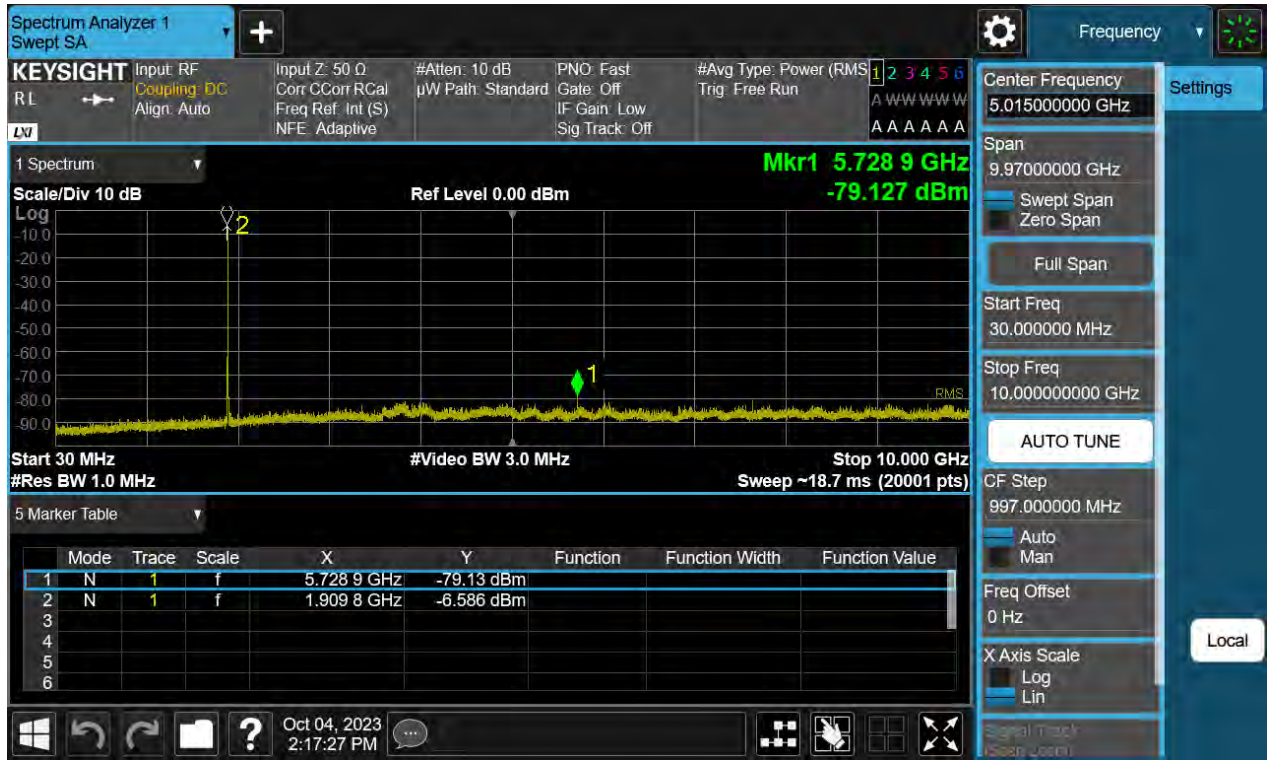 Spectrum Analyzer 1
Swept SA
Frequency
KEYSIGHT
RL
LXI
Input: RF
Coupling: DC
Align: Auto
Input Z: 50 Ω
Corr CCorr RCal
Freq Ref: Int (S)
NFE: Adaptive
#Atten: 10 dB
µW Path: Standard
PNO: Fast
Gate: Off
IF Gain: Low
Sig Track: Off
#Avg Type: Power (RMS
Trig: Free Run
1 2 3 4 5 6
A W W W W W
A A A A A A
1 Spectrum
Scale/Div 10 dB
Ref Level 0.00 dBm
Mkr1 5.728 9 GHz
-79.127 dBm
Log
-10.0
-20.0
-30.0
-40.0
-50.0
-60.0
-70.0
-80.0
-90.0
2
1
RMS
Start 30 MHz
#Video BW 3.0 MHz
Stop 10.000 GHz
#Res BW 1.0 MHz
Sweep ~18.7 ms (20001 pts)
5 Marker Table
Mode Trace Scale X Y Function Function Width Function Value
1 N 1 f 5.728 9 GHz -79.13 dBm
2 N 1 f 1.909 8 GHz -6.586 dBm
3
4
5
6
Oct 04, 2023
2:17:27 PM
Center Frequency
5.015000000 GHz
Settings
Span
9.97000000 GHz
Swept Span
Zero Span
Full Span
Start Freq
30.000000 MHz
Stop Freq
10.000000000 GHz
AUTO TUNE
CF Step
997.000000 MHz
Auto
Man
Freq Offset
0 Hz
X Axis Scale
Log
Lin
Local
Signal Track
(Span Zoom)